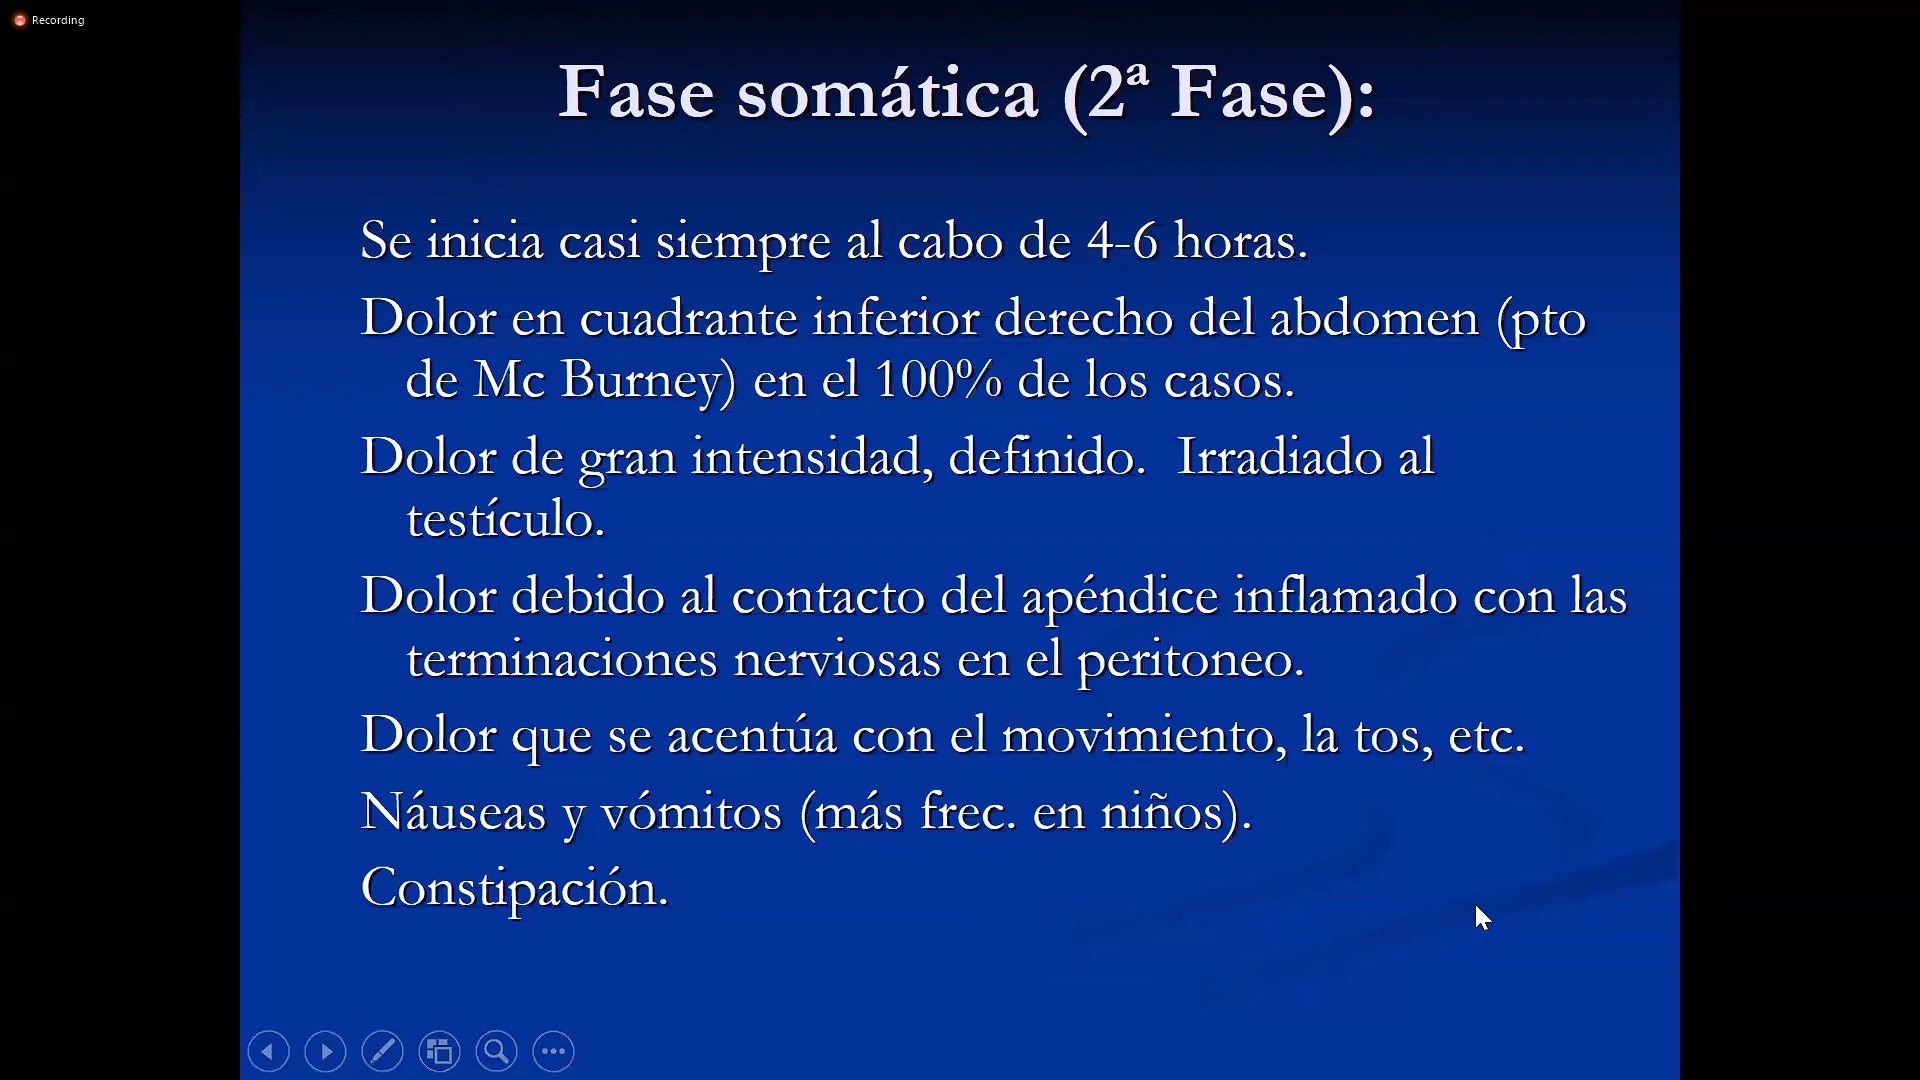 Recording
Fase somática (2ª Fase):
Se inicia casi siempre al cabo de 4-6 horas.
Dolor en cuadrante inferior derecho del abdomen (pto
de Mc Burney) en el 100% de los casos.
Dolor de gran intensidad, definido.  Irradiado al
testículo.
Dolor debido al contacto del apéndice inflamado con las
terminaciones nerviosas en el peritoneo.
Dolor que se acentúa con el movimiento, la tos, etc.
Náuseas y vómitos (más frec. en niños).
Constipación.